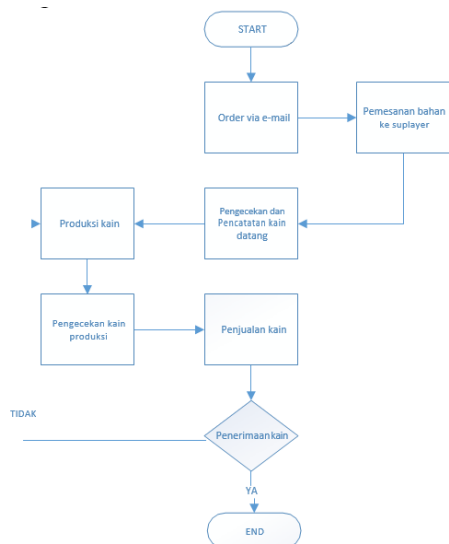 START
Order via e-mail
Pemesanan bahan
ke suplayer
Pengecekan dan
Pencatatan kain
datang
Produksi kain
Pengecekan kain
produksi
Penjualan kain
TIDAK
Penerimaankain
YA
END